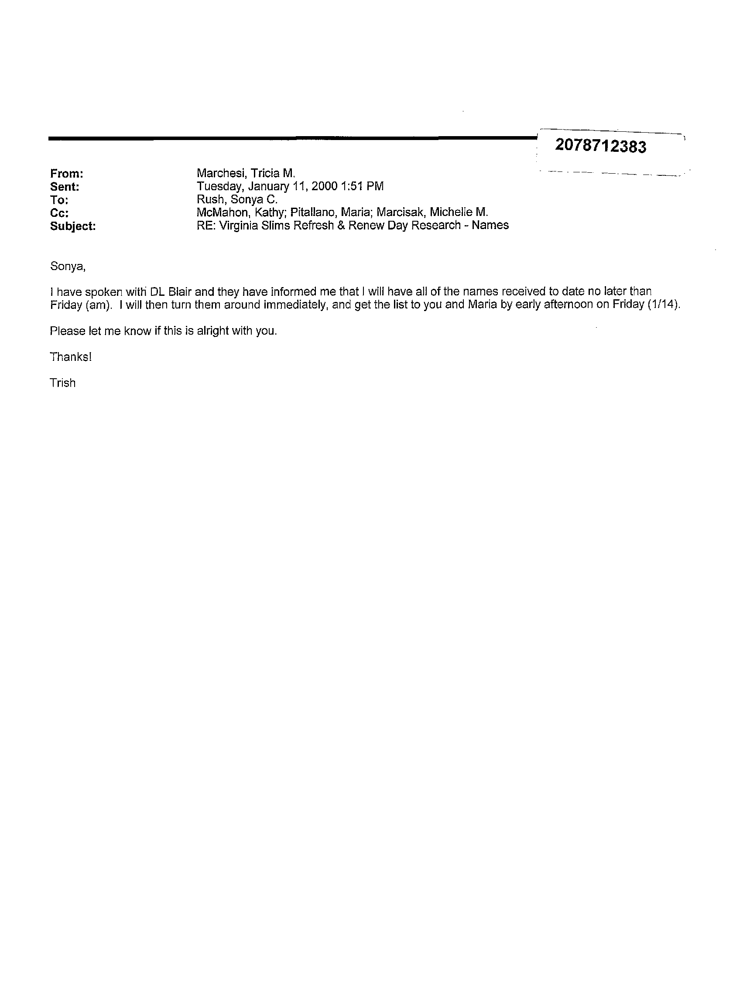 2078712383
From: Marchesi, Tricia M.
Sent: Tuesday, January 11, 2000 1:51 PM
To: Rush, Sonya C.
Cc: McMahon, Kathy; Pitallano, Maria; Marcisak, Michelle M.
Subject: RE: Virginia Slims Refresh & Renew Day Research - Names
Sonya,
I have spoken with DL Blair and they have informed me that I will have all of the names received to date no later than
Friday (am). I will then turn them around immediately, and get the list to you and Maria by early afternoon on Friday (1/14).
Please let me know if this is alright with you.
Thanks!
Trish